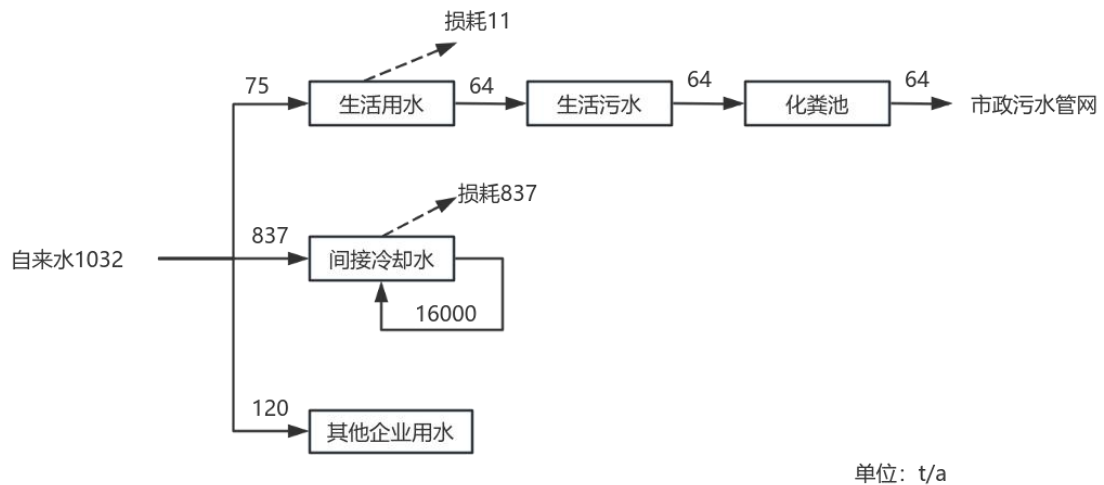 损耗11
75
64
64
64
生活用水
生活污水
化粪池
市政污水管网
损耗837
837
自来水1032
间接冷却水
16000
120
其他企业用水
单位：t/a